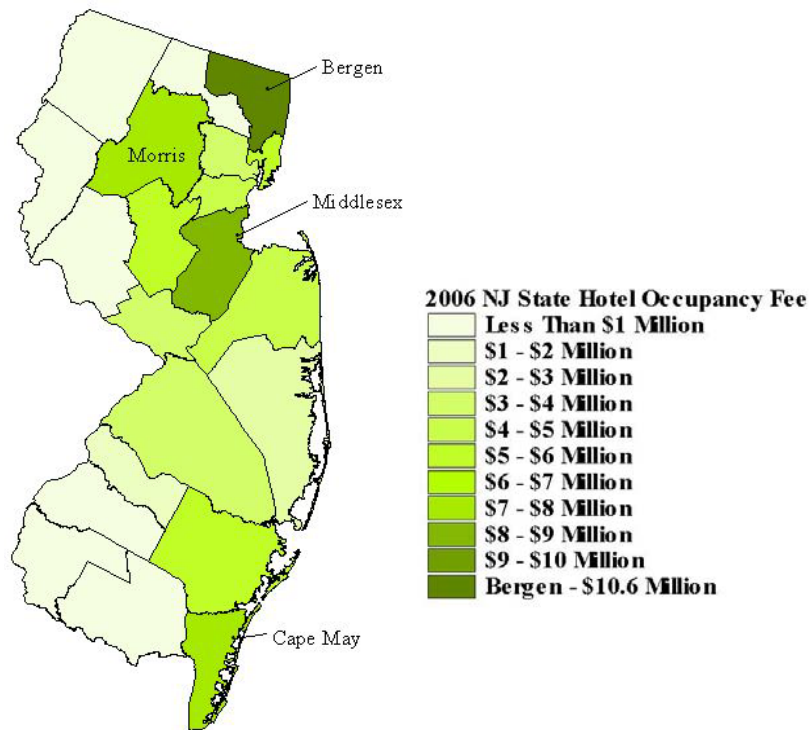 Bergen
Morris
Middlesex
2006 NJ State Hotel Occupancy Fee
Less Than $1 Million
$1 - $2 Million
$2 - $3 Million
$3 - $4 Million
$4 - $5 Million
$5 - $6 Million
$6 - $7 Million
$7 - $8 Million
$8 - $9 Million
$9 - $10 Million
Bergen - $10.6 Million
Cape May